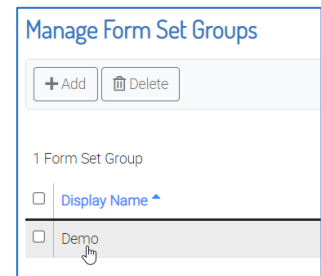 Manage Form Set Groups
Add Delete
1 Form Set Group
Display Name
Demo